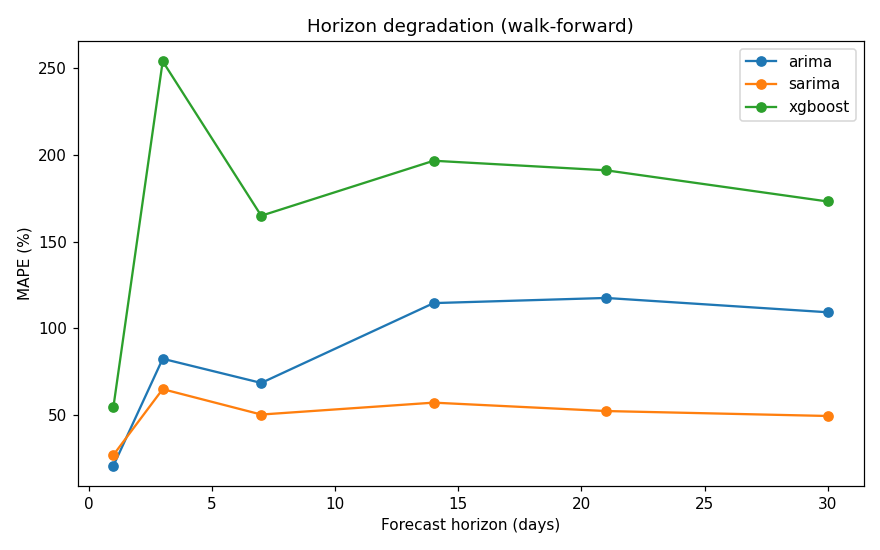 Horizon degradation (walk-forward)
arima
sarima
xgboost
MAPE (%)
250
200
150
100
50
0
5
10
15
20
25
30
Forecast horizon (days)